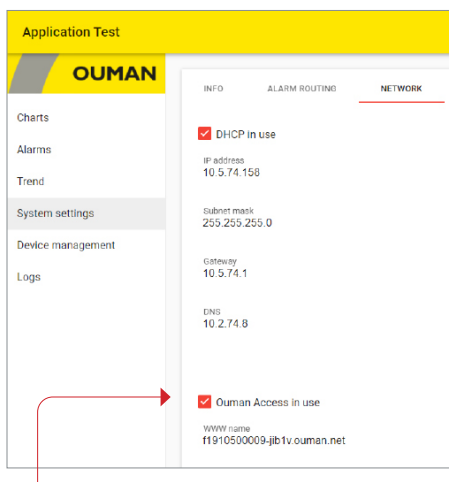 Application Test
OUMAN
Charts
Alarms
Trend
System settings
Device management
Logs
INFO ALARM ROUTING NETWORK
DHCP in use
IP address
10.5.74.158
Subnet mask
255.255.255.0
Gateway
10.5.74.1
DNS
10.2.74.8
Ouman Access in use
WWW name
f1910500009-jib1v.ouman.net